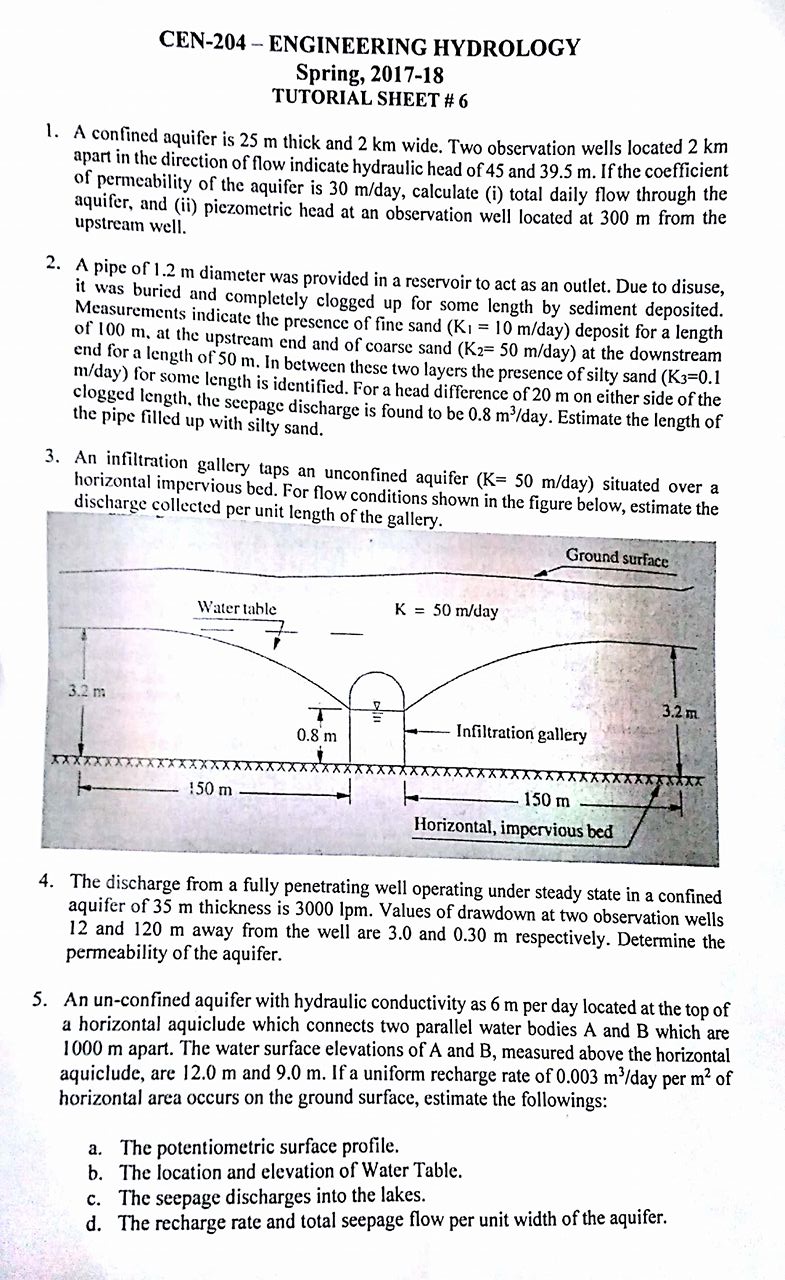 CEN-204 – ENGINEERING HYDROLOGY
Spring, 2017-18
TUTORIAL SHEET # 6
1. A confined aquifer is 25 m thick and 2 km wide. Two observation wells located 2 km
apart in the direction of flow indicate hydraulic head of 45 and 39.5 m. If the coefficient
of permeability of the aquifer is 30 m/day, calculate (i) total daily flow through the
aquifer, and (ii) piezometric head at an observation well located at 300 m from the
upstream well.
2. A pipe of 1.2 m diameter was provided in a reservoir to act as an outlet. Due to disuse,
it was buried and completely clogged up for some length by sediment deposited.
Measurements indicate the presence of fine sand (K₁ = 10 m/day) deposit for a length
of 100 m. at the upstream end and of coarse sand (K₂= 50 m/day) at the downstream
end for a length of 50 m. In between these two layers the presence of silty sand (K₃=0.1
m/day) for some length is identified. For a head difference of 20 m on either side of the
clogged length, the seepage discharge is found to be 0.8 m³/day. Estimate the length of
the pipe filled up with silty sand.
3. An infiltration gallery taps an unconfined aquifer (K= 50 m/day) situated over a
horizontal impervious bed. For flow conditions shown in the figure below, estimate the
discharge collected per unit length of the gallery.
Ground surface
Water table
K = 50 m/day
3.2 m
3.2 m
0.8 m
Infiltration gallery
150 m
150 m
Horizontal, impervious bed
4. The discharge from a fully penetrating well operating under steady state in a confined
aquifer of 35 m thickness is 3000 lpm. Values of drawdown at two observation wells
12 and 120 m away from the well are 3.0 and 0.30 m respectively. Determine the
permeability of the aquifer.
5. An un-confined aquifer with hydraulic conductivity as 6 m per day located at the top of
a horizontal aquiclude which connects two parallel water bodies A and B which are
1000 m apart. The water surface elevations of A and B, measured above the horizontal
aquiclude, are 12.0 m and 9.0 m. If a uniform recharge rate of 0.003 m³/day per m² of
horizontal area occurs on the ground surface, estimate the followings:
a. The potentiometric surface profile.
b. The location and elevation of Water Table.
c. The seepage discharges into the lakes.
d. The recharge rate and total seepage flow per unit width of the aquifer.